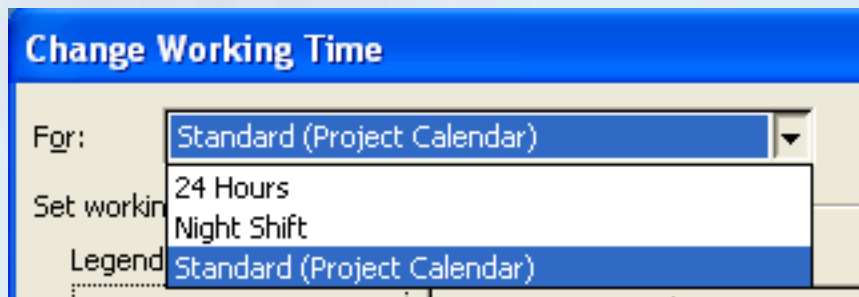 Change Working Time
For: Standard (Project Calendar)
24 Hours
Set workin
Night Shift
Legend
Standard (Project Calendar)